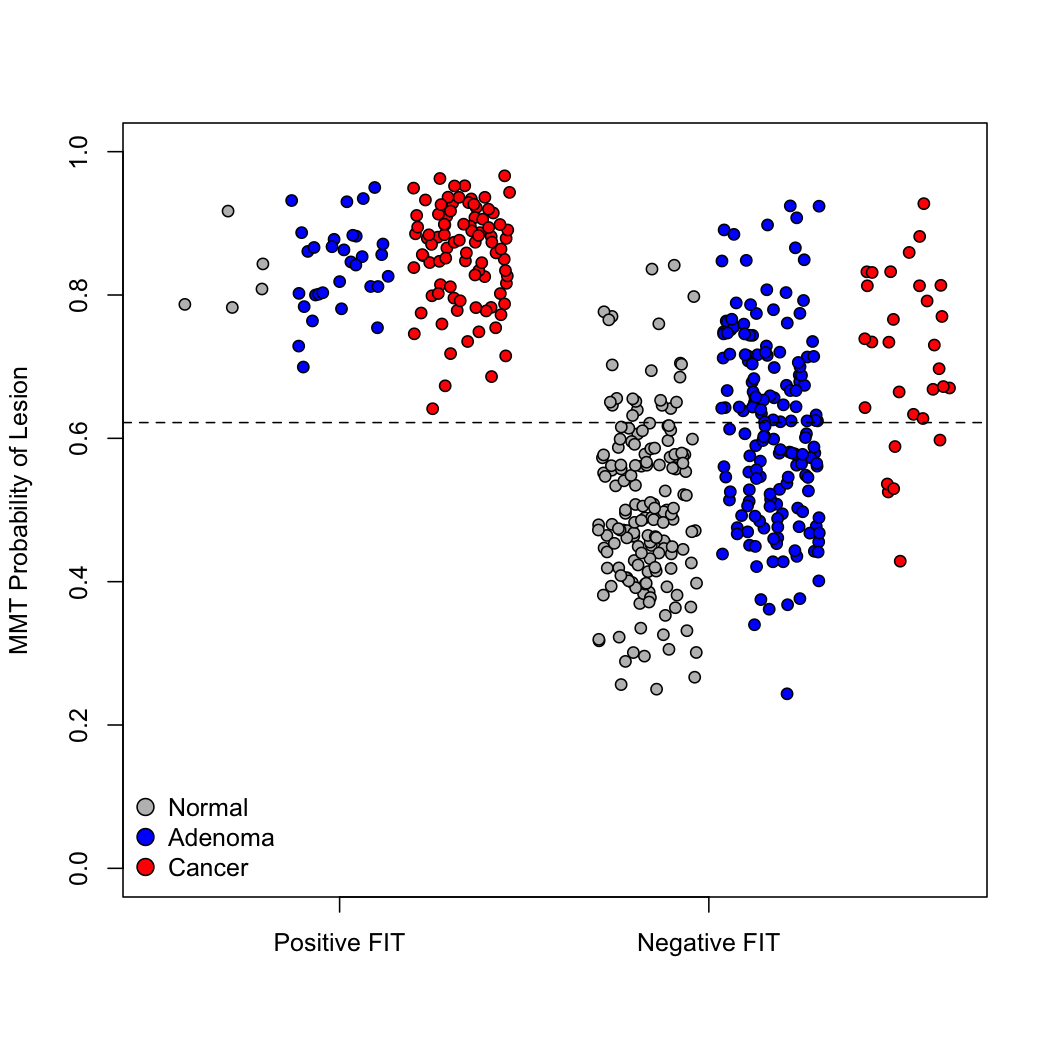 MMT Probability of Lesion
1.0
0.8
0.6
0.4
0.2
0.0
Normal
Adenoma
Cancer
Positive FIT
Negative FIT